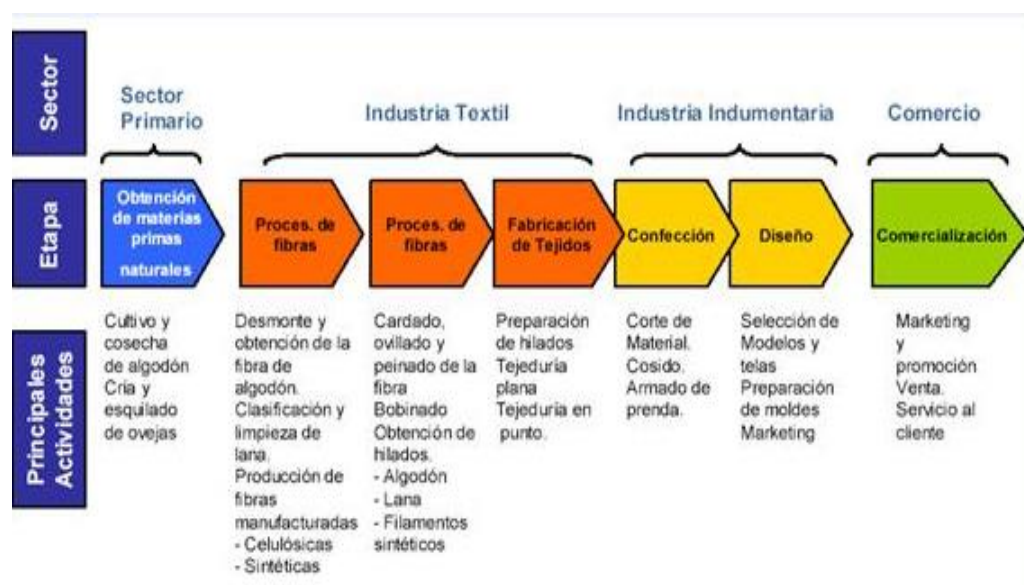 Sector
Sector
Primario
Industria Textil
Industria Indumentaria
Comercio
Etapa
Obtención
de materias
primas
naturales
Proces. de
fibras
Proces. de
fibras
Fabricación
de Tejidos
Confección
Diseño
Comercialización
Principales
Actividades
Cultivo y
cosecha
de algodón
Cría y
esquilado
de ovejas
Desmonte y
obtención de la
fibra de
algodón.
Clasificación y
limpieza de
lana.
Producción de
fibras
manufacturadas
- Celulósicas
- Sintéticas
Cardado,
ovillado y
peinado de la
fibra
Bobinado
Obtención de
hilados.
- Algodón
- Lana
- Filamentos
sintéticos
Preparación
de hilados
Tejeduría
plana
Tejeduría en
punto.
Corte de
Material.
Cosido.
Armado de
prenda.
Selección de
Modelos y
telas
Preparación
de moldes
Marketing
Marketing
y
promoción
Venta.
Servicio al
cliente